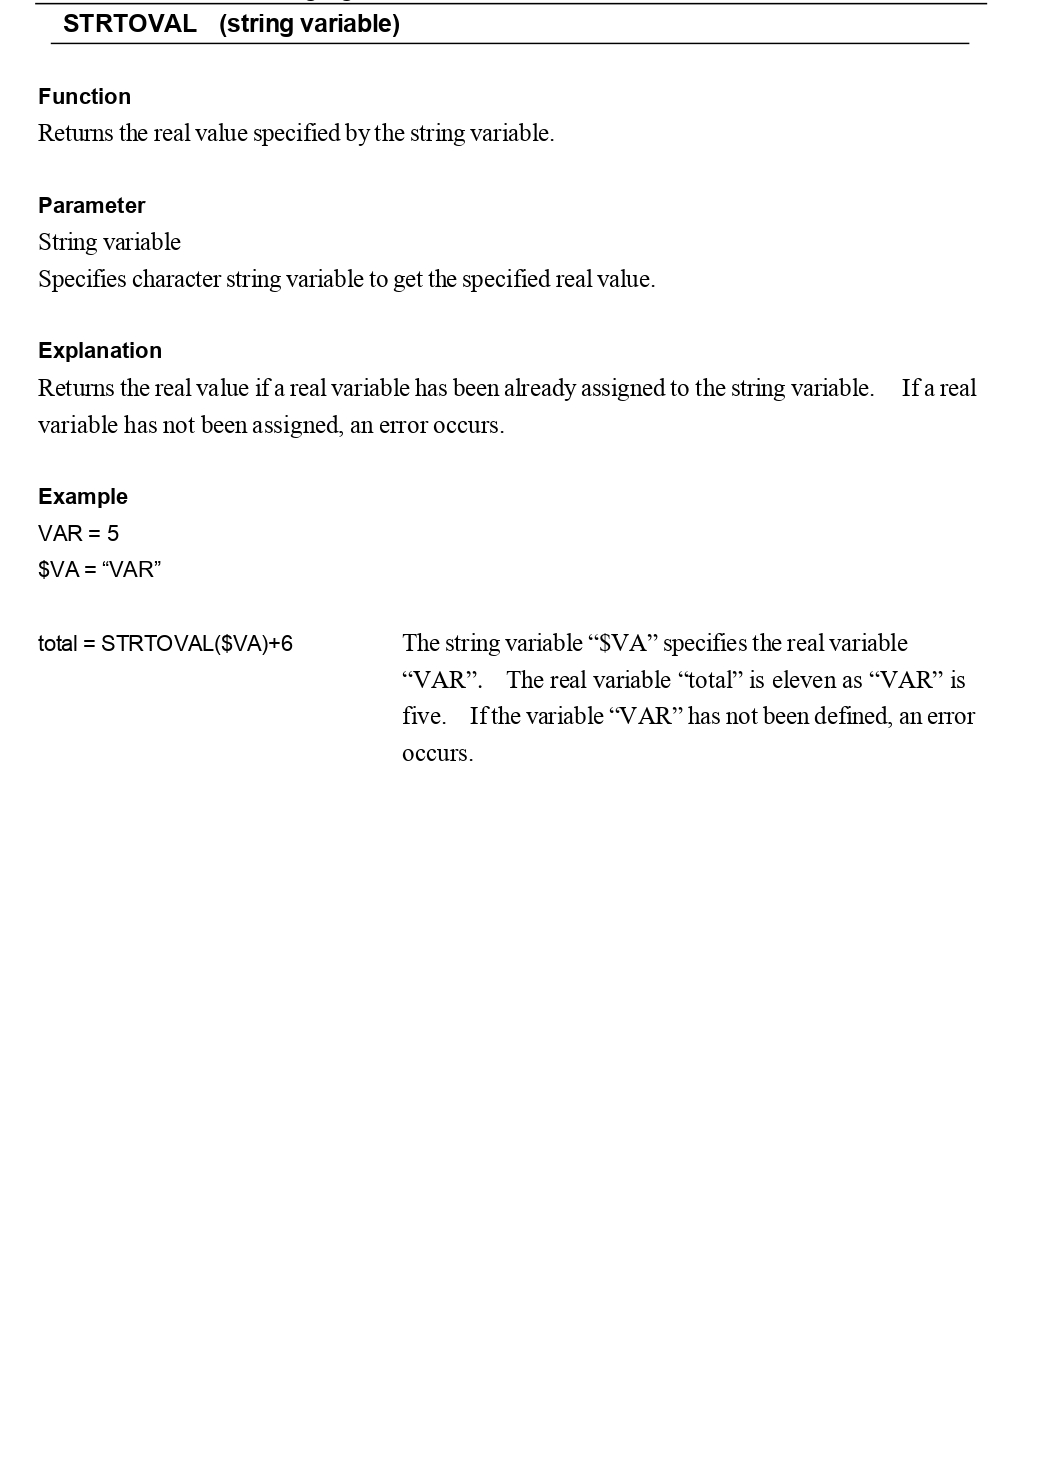 STRTOVAL (string variable)
Function
Returns the real value specified by the string variable.
Parameter
String variable
Specifies character string variable to get the specified real value.
Explanation
Returns the real value if a real variable has been already assigned to the string variable. If a real
variable has not been assigned, an error occurs.
Example
VAR = 5
$VA = “VAR”
total = STRTOVAL($VA)+6
The string variable “$VA” specifies the real variable
“VAR”. The real variable “total” is eleven as “VAR” is
five. If the variable “VAR” has not been defined, an error
occurs.